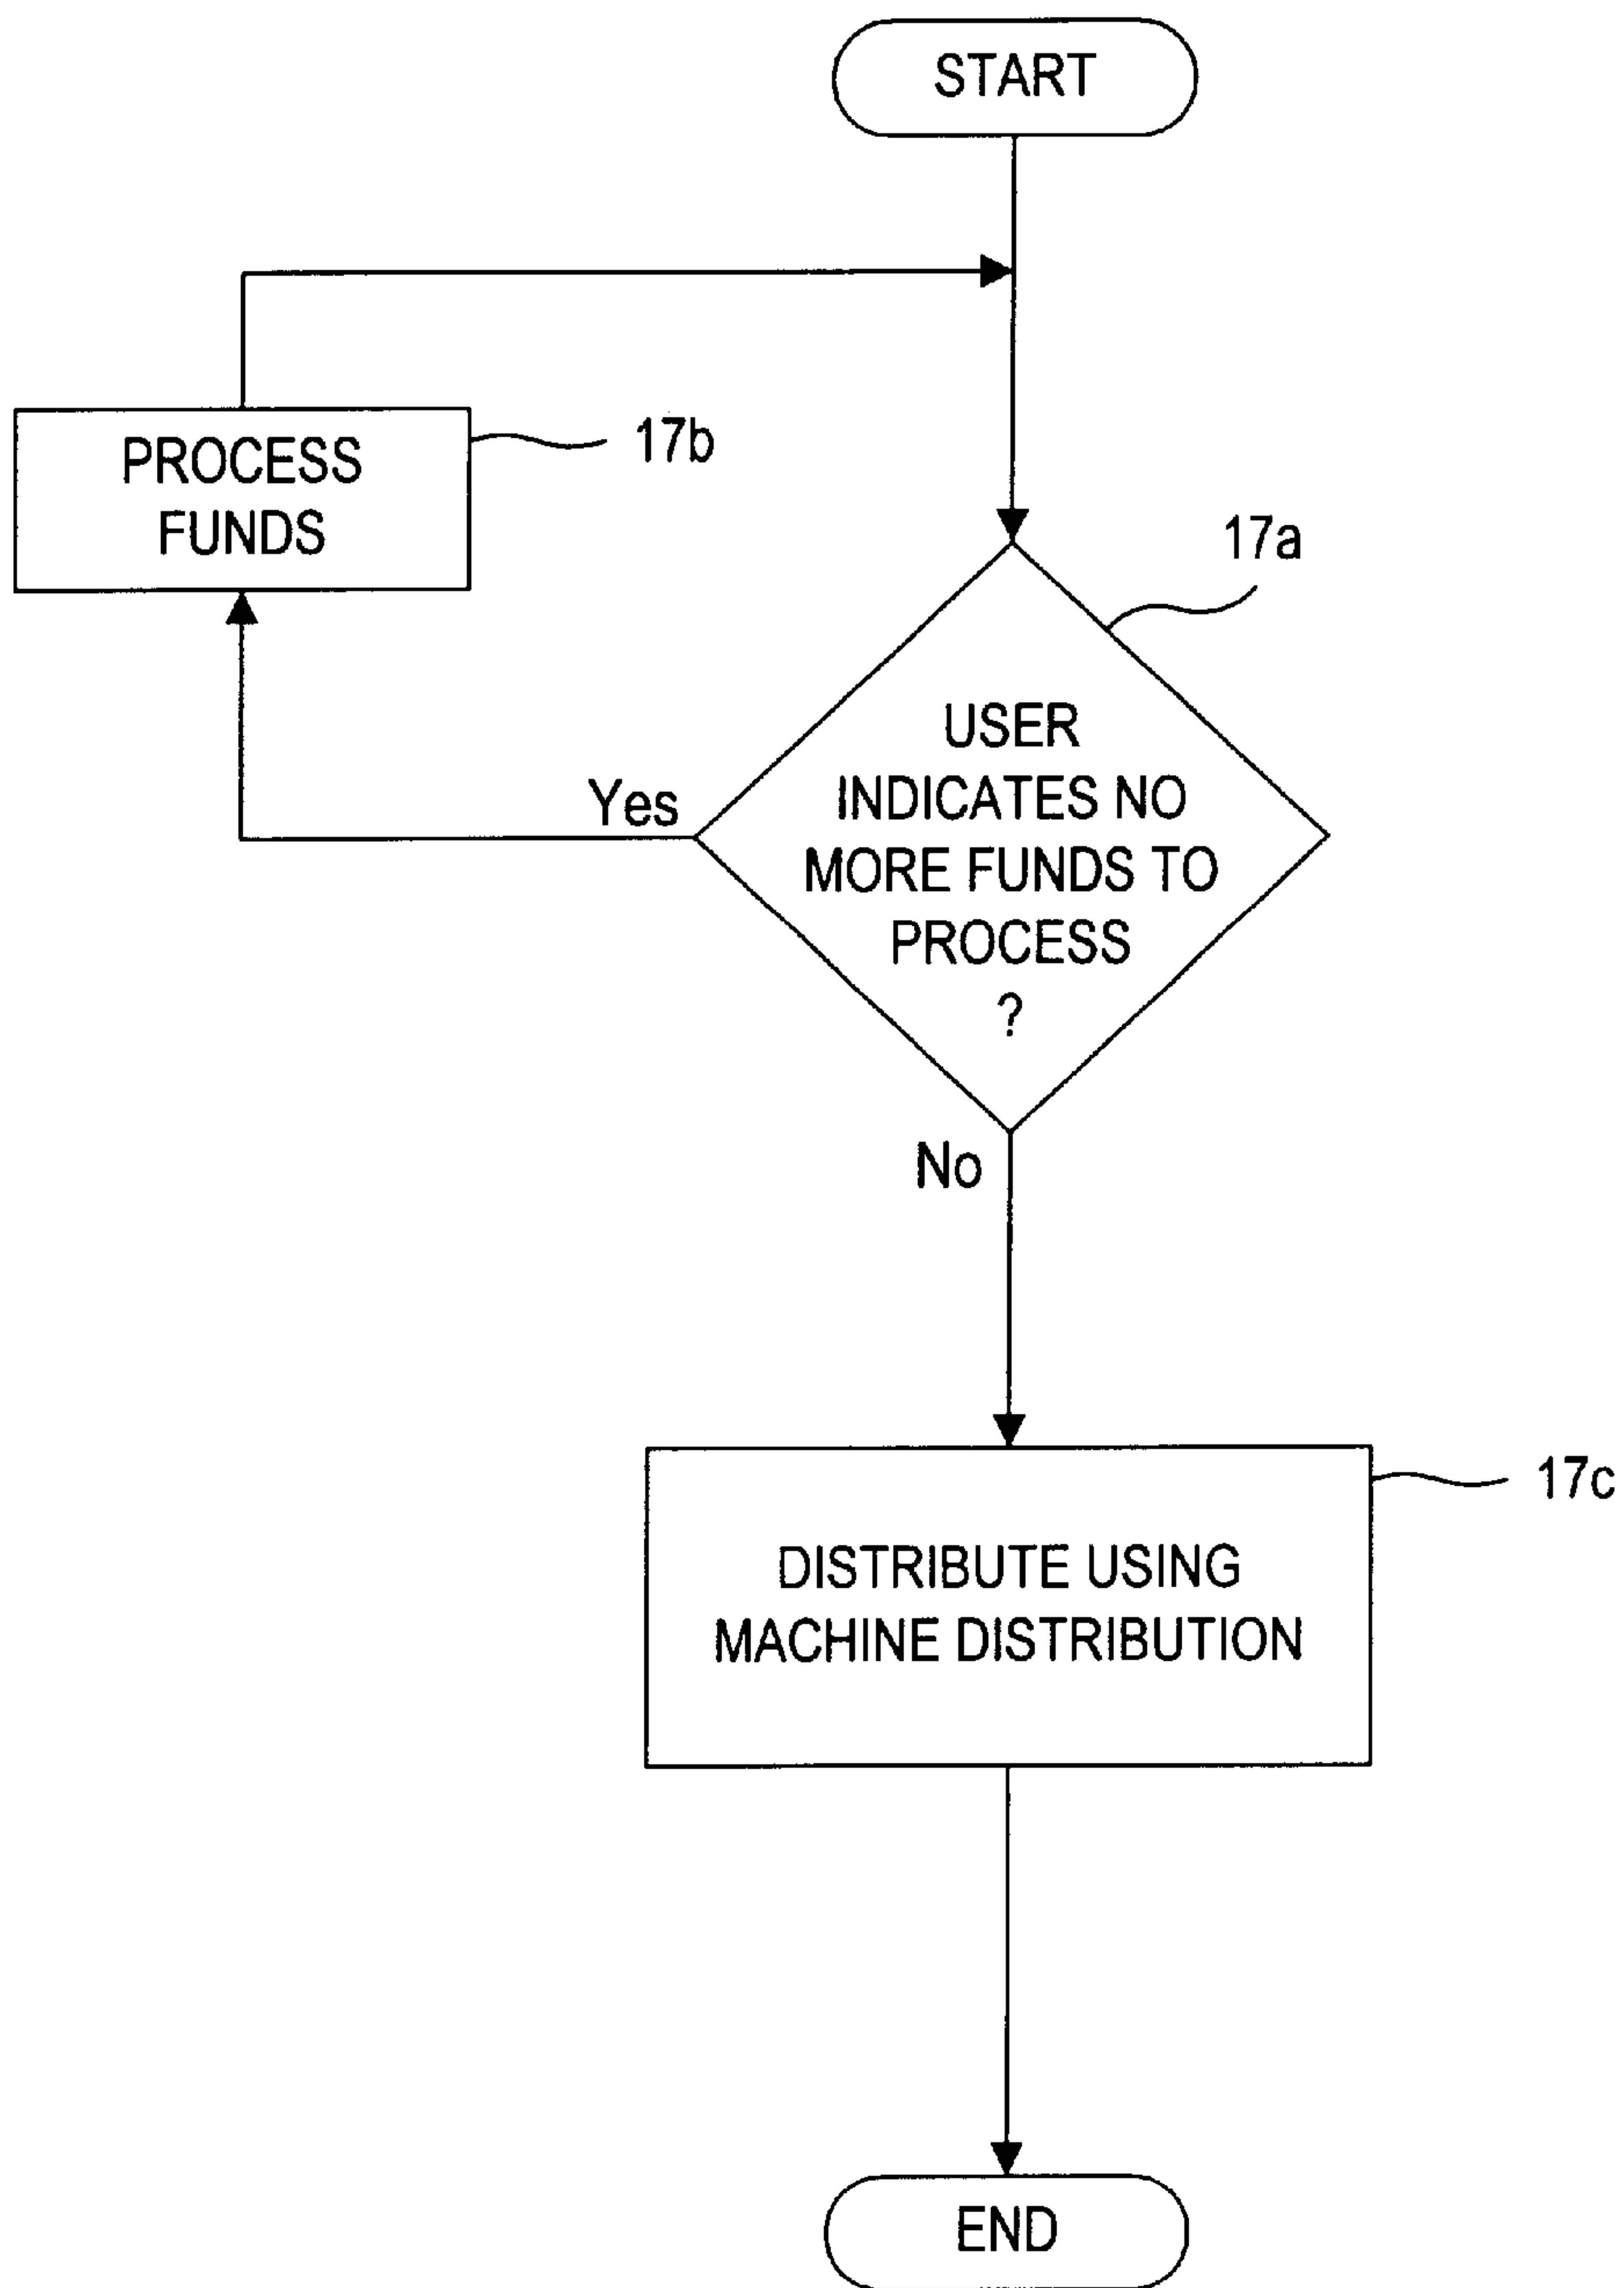 START
PROCESS
FUNDS
17b
17a
USER
INDICATES NO
MORE FUNDS TO
PROCESS
?
Yes
No
17c
DISTRIBUTE USING
MACHINE DISTRIBUTION
END